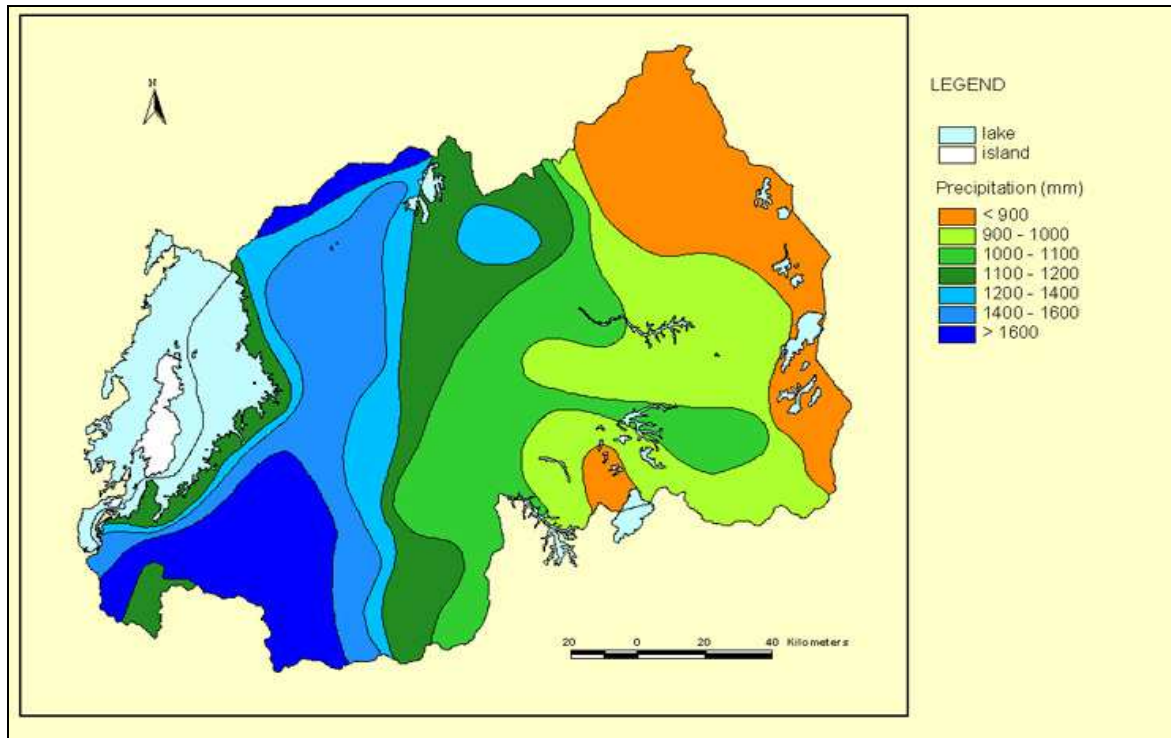 N
LEGEND
lake
island
Precipitation (mm)
< 900
900 - 1000
1000 - 1100
1100 - 1200
1200 - 1400
1400 - 1600
> 1600
20 0 20 40 Kilometers